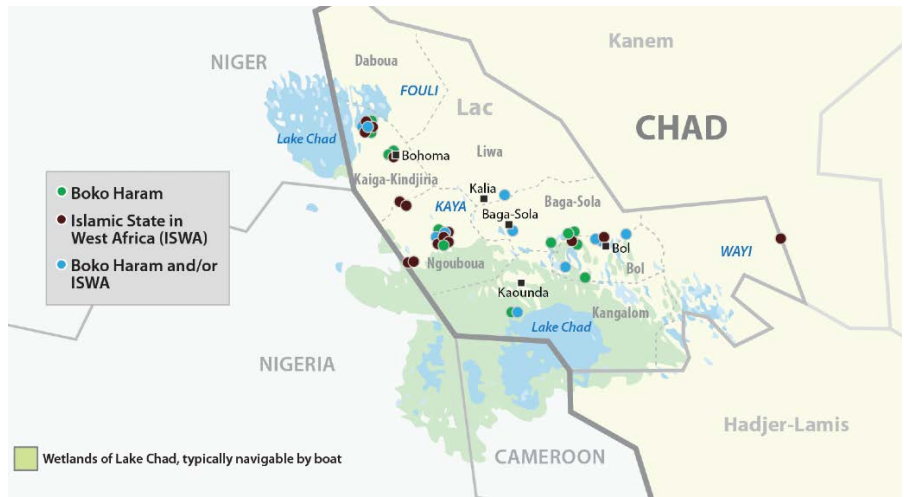 Kanem
NIGER
Daboua
FOULI
Lac
CHAD
Lake Chad
Bohoma
Liwa
Kaiga-Kindjiria
Kalia
KAYA
Baga-Sola
Baga-Sola
Boko Haram
Islamic State in
West Africa (ISWA)
Boko Haram and/or
ISWA
Bol
WAYI
Ngouboua
Bol
Kaounda
Kangalom
Lake Chad
NIGERIA
Hadjer-Lamis
CAMEROON
Wetlands of Lake Chad, typically navigable by boat